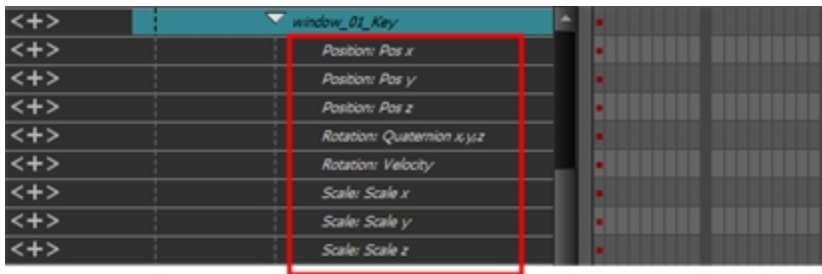 <+> window_01_Key
<+> Position: Pos x
<+> Position: Pos y
<+> Position: Pos z
<+> Rotation: Quaternion x,y,z
<+> Rotation: Velocity
<+> Scale: Scale x
<+> Scale: Scale y
<+> Scale: Scale z